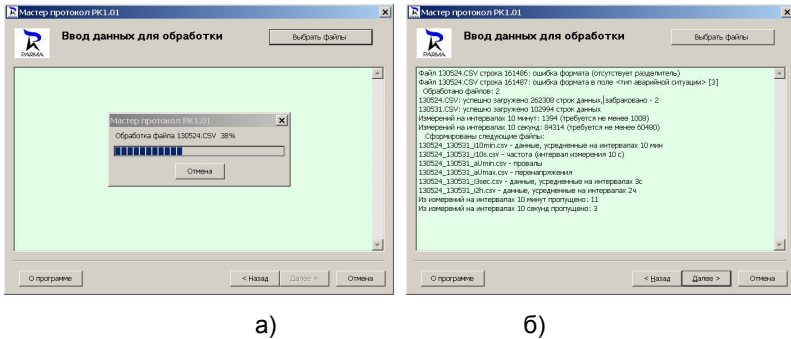 Мастер протокол РК1.01
PARMA
Ввод данных для обработки
Выбрать файлы
Мастер протокол РК1.01
Обработка файла 130524.CSV 38%
Отмена
О программе
< Назад
Далее >
Отмена
а)
Мастер протокол РК1.01
PARMA
Ввод данных для обработки
Выбрать файлы
Файл 130524.CSV строка 161486: ошибка формата (отсутствует разделитель)
Файл 130524.CSV строка 161487: ошибка формата в поле <тип аварийной ситуации> [3]
Обработано файлов: 2
130524.CSV: успешно загружено 262308 строк данных, забраковано - 2
130531.CSV: успешно загружено 102994 строк данных
Измерений на интервалах 10 минут: 1394 (требуется не менее 1008)
Измерений на интервалах 10 секунд: 84314 (требуется не менее 60480)
Сформированы следующие файлы:
130524_130531_i10min.csv - данные, усредненные на интервалах 10 мин
130524_130531_i10s.csv - частота (интервал измерения 10 с)
130524_130531_aUmin.csv - провалы
130524_130531_aUmax.csv - перенапряжения
130524_130531_i3sec.csv - данные, усредненные на интервалах 3с
130524_130531_i2h.csv - данные, усредненные на интервалах 2ч
Из измерений на интервалах 10 минут пропущено: 11
Из измерений на интервалах 10 секунд пропущено: 3
О программе
< Назад
Далее >
Отмена
б)